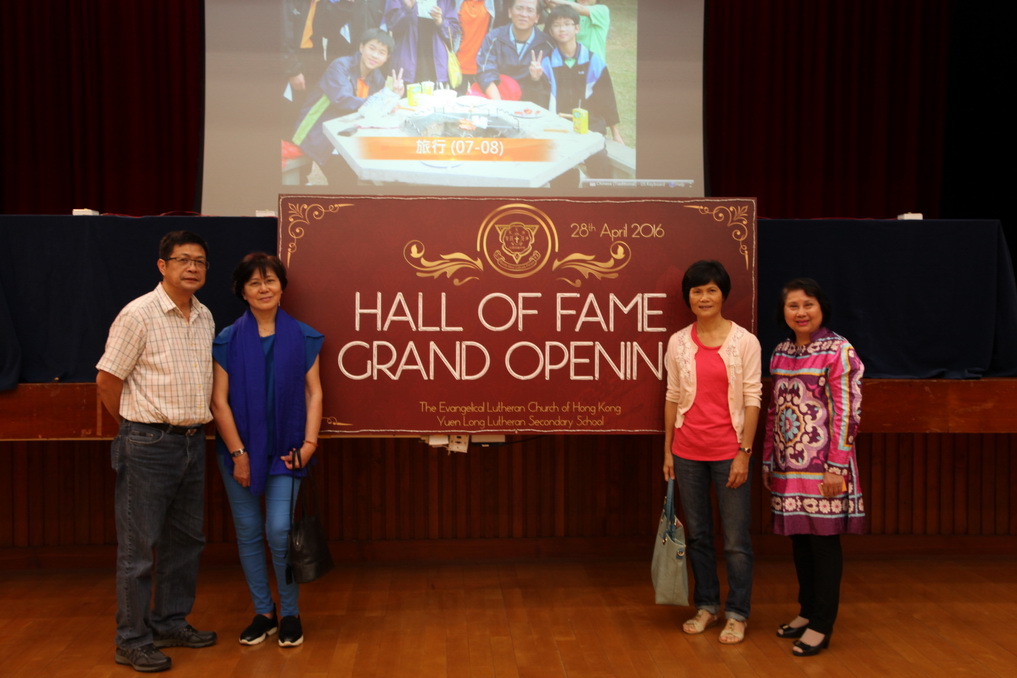 旅行 (07-08)
28th April 2016
HALL OF FAME
GRAND OPENIN
The Evangelical Lutheran Church of Hong Kong
Yuen Long Lutheran Secondary School